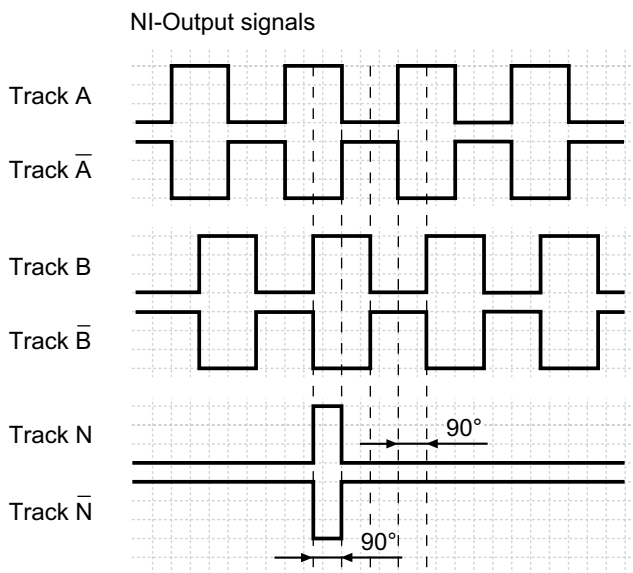 NI-Output signals
Track A
Track A̅
Track B
Track B̅
Track N
90°
Track N̅
90°